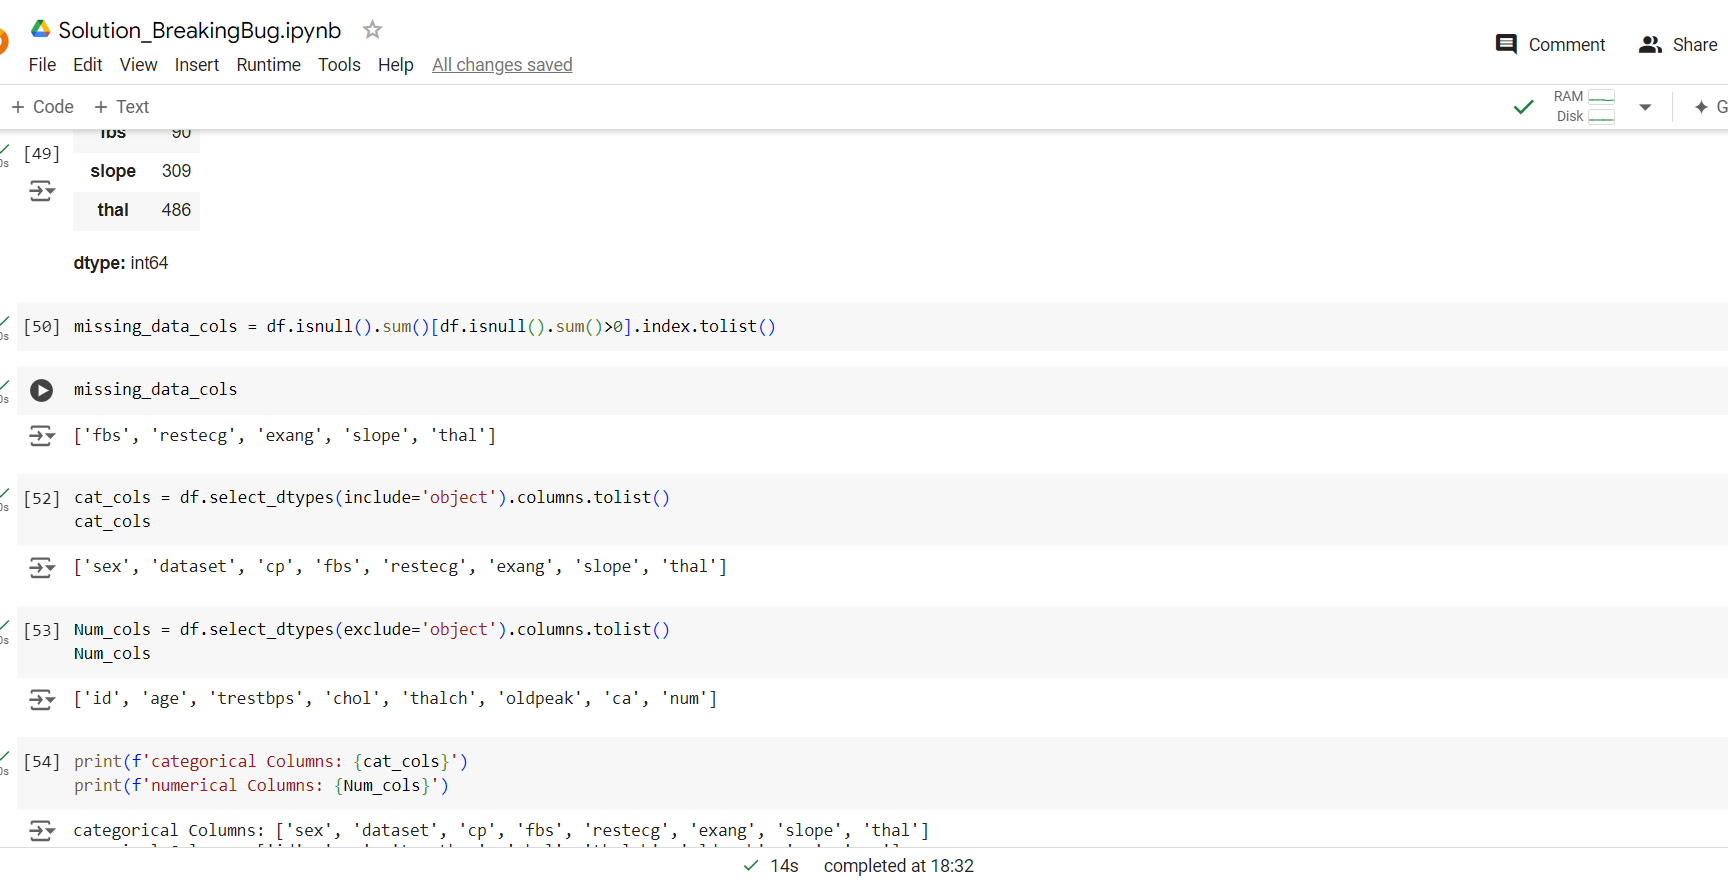 Solution_BreakingBug.ipynb
Comment
Share
File Edit View Insert Runtime Tools Help All changes saved
+ Code + Text
RAM
Disk
G
fbs 90
[49]
slope 309
thal 486
dtype: int64
[50] missing_data_cols = df.isnull().sum()[df.isnull().sum()>0].index.tolist()
missing_data_cols
['fbs', 'restecg', 'exang', 'slope', 'thal']
[52] cat_cols = df.select_dtypes(include='object').columns.tolist()
cat_cols
['sex', 'dataset', 'cp', 'fbs', 'restecg', 'exang', 'slope', 'thal']
[53] Num_cols = df.select_dtypes(exclude='object').columns.tolist()
Num_cols
['id', 'age', 'trestbps', 'chol', 'thalch', 'oldpeak', 'ca', 'num']
[54] print(f'categorical Columns: {cat_cols}')
print(f'numerical Columns: {Num_cols}')
categorical Columns: ['sex', 'dataset', 'cp', 'fbs', 'restecg', 'exang', 'slope', 'thal']
14s completed at 18:32